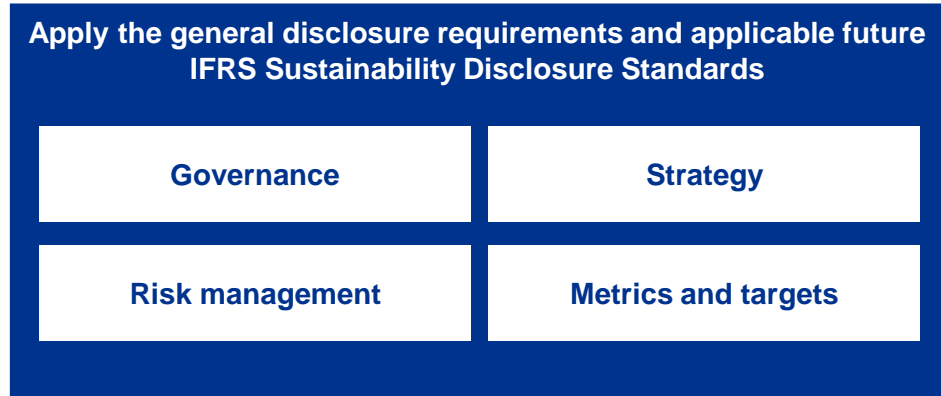 Apply the general disclosure requirements and applicable future
IFRS Sustainability Disclosure Standards
Governance
Strategy
Risk management
Metrics and targets